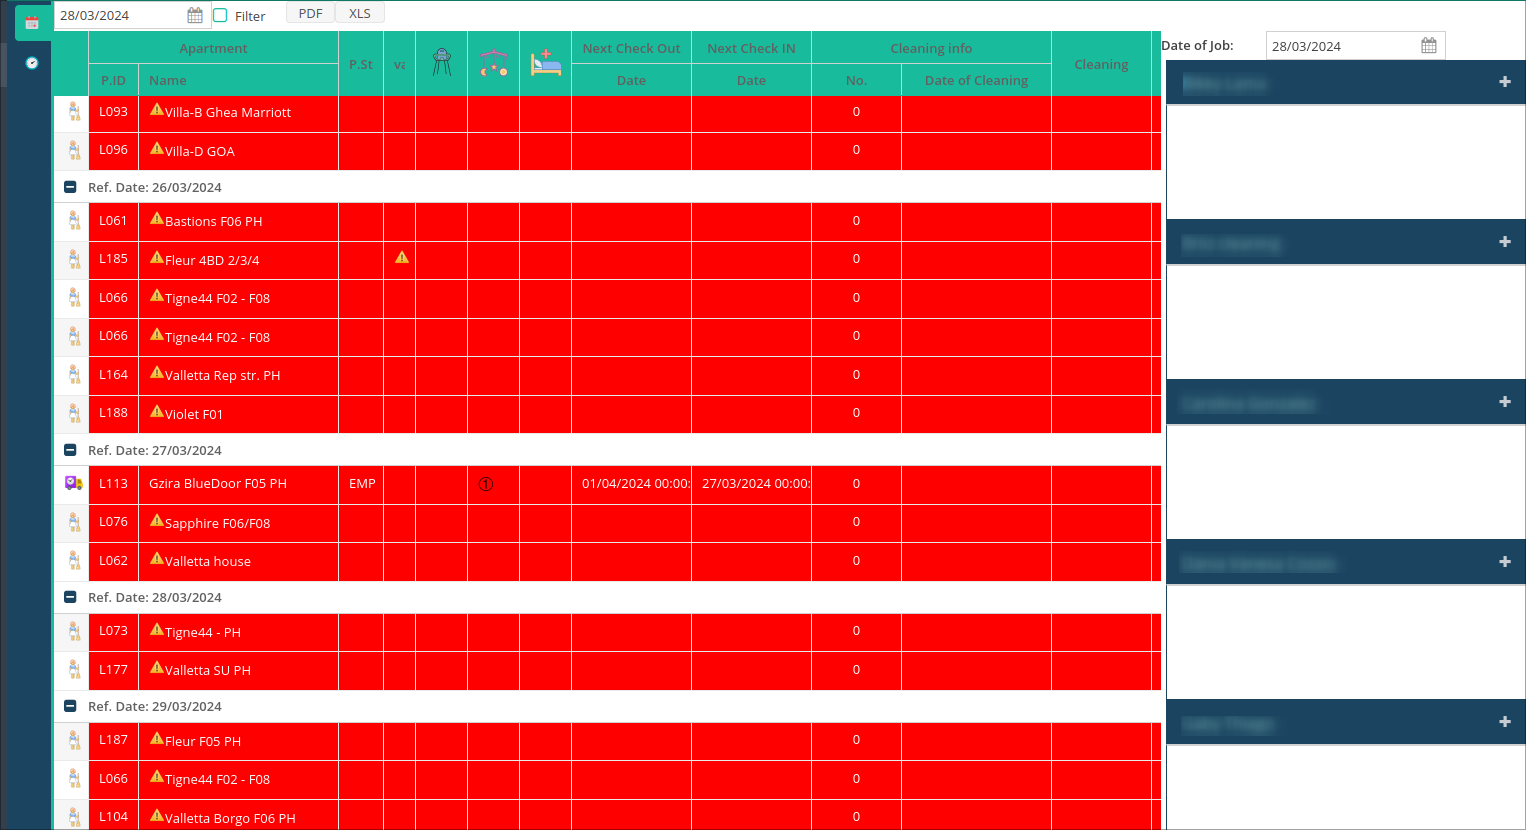 28/03/2024 Filter PDF XLS
Date of Job: 28/03/2024
Apartment P.St va Next Check Out Next Check IN Cleaning info Cleaning
P.ID Name Date Date No. Date of Cleaning
L093 Villa-B Ghea Marriott 0
L096 Villa-D GOA 0
Ref. Date: 26/03/2024
L061 Bastions F06 PH 0
L185 Fleur 4BD 2/3/4 0
L066 Tigne44 F02 - F08 0
L066 Tigne44 F02 - F08 0
L164 Valletta Rep str. PH 0
L188 Violet F01 0
Ref. Date: 27/03/2024
L113 Gzira BlueDoor F05 PH EMP ① 01/04/2024 00:00: 27/03/2024 00:00: 0
L076 Sapphire F06/F08 0
L062 Valletta house 0
Ref. Date: 28/03/2024
L073 Tigne44 - PH 0
L177 Valletta SU PH 0
Ref. Date: 29/03/2024
L187 Fleur F05 PH 0
L066 Tigne44 F02 - F08 0
L104 Valletta Borgo F06 PH 0